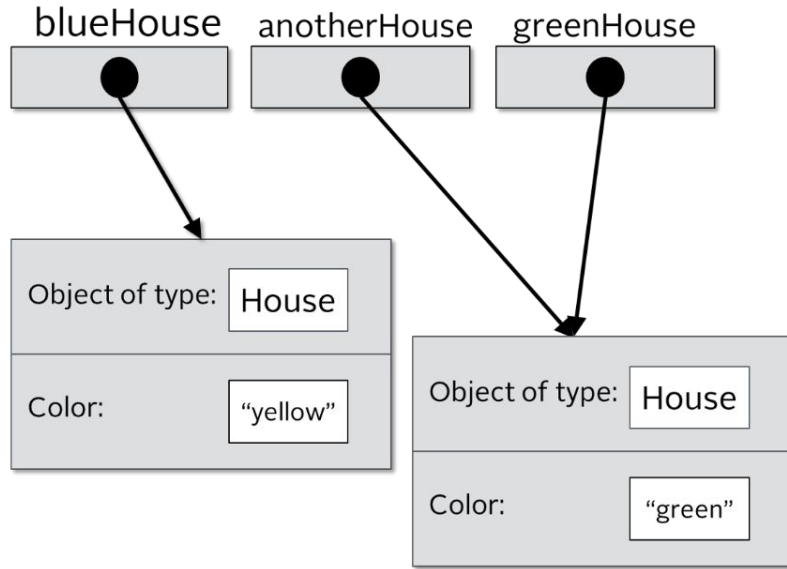 blueHouse anotherHouse greenHouse
Object of type: House
Color: “yellow”
Object of type: House
Color: “green”